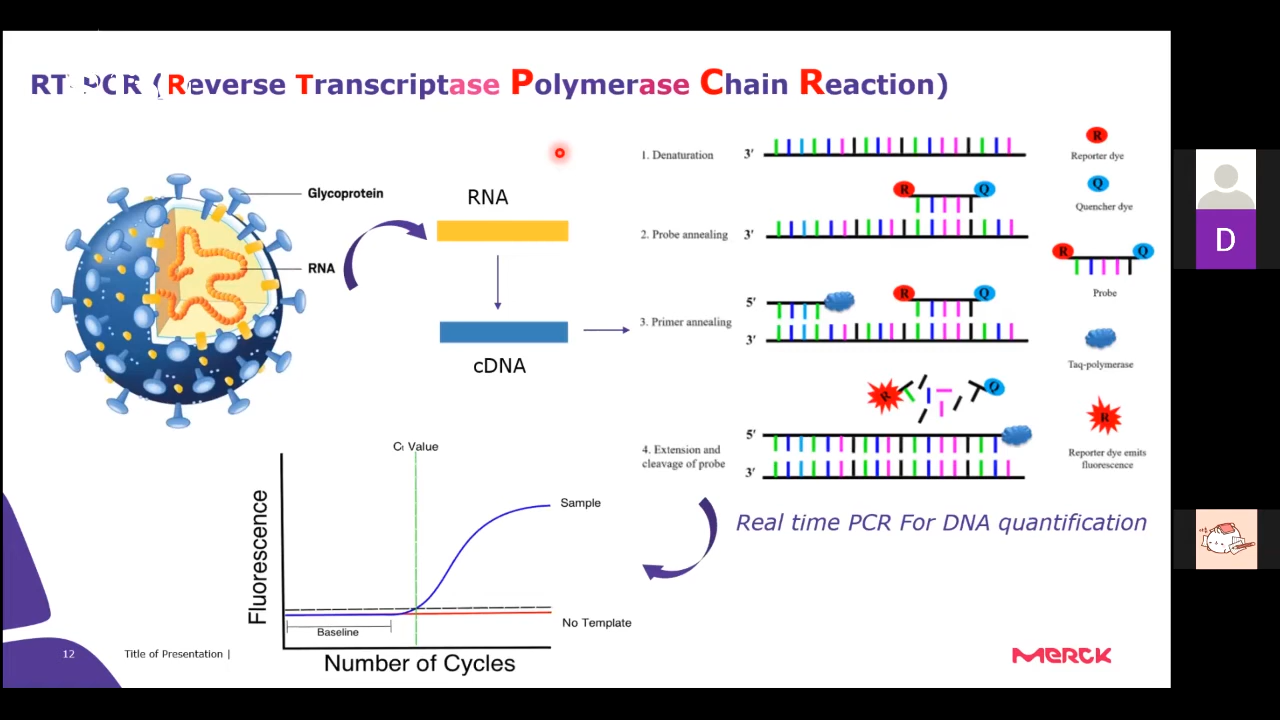 RT-PCR (Reverse Transcriptase Polymerase Chain Reaction)
Glycoprotein
RNA
RNA
cDNA
1. Denaturation
3'
2. Probe annealing
3'
R
Q
3. Primer annealing
5'
3'
R
Q
4. Extension and
cleavage of probe
5'
3'
R
Q
R
Reporter dye
Q
Quencher dye
R
Q
Probe
Taq-polymerase
R
Reporter dye emits
fluorescence
Real time PCR For DNA quantification
Ct Value
Sample
No Template
Baseline
Fluorescence
Number of Cycles
12
Title of Presentation |
MERCK
D